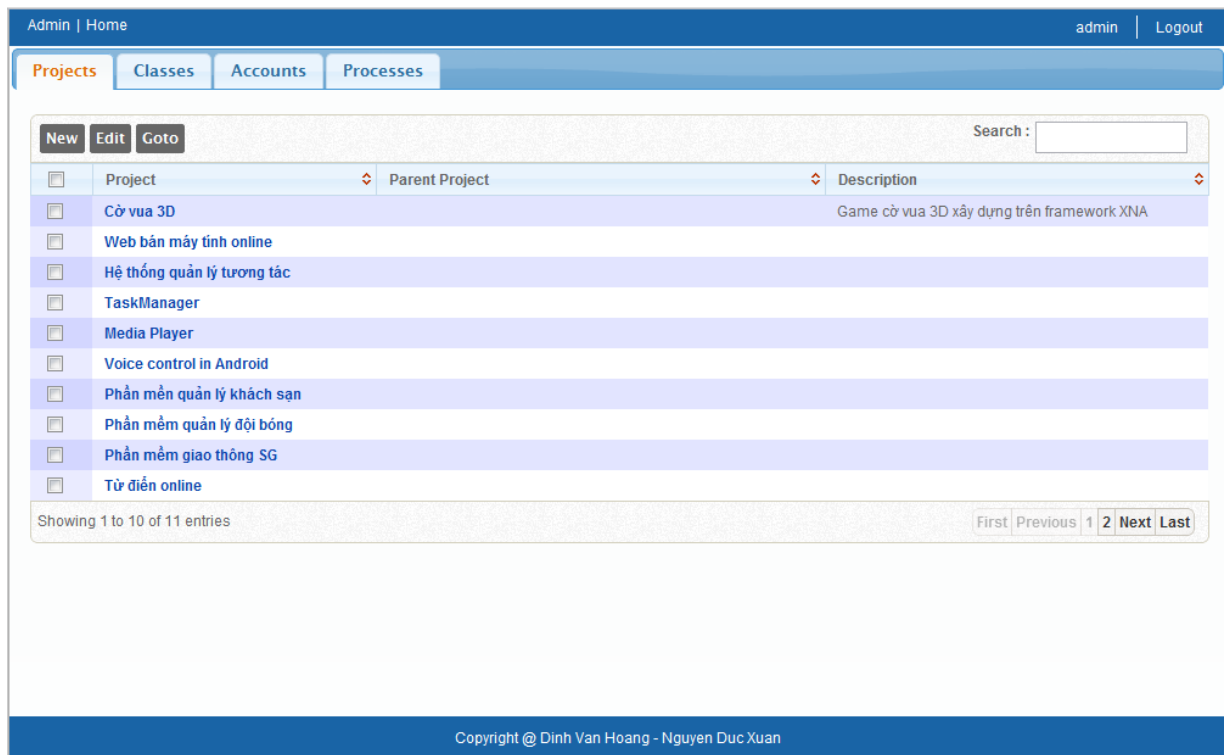 Admin | Home admin | Logout
Projects Classes Accounts Processes
New Edit Goto Search :
Project Parent Project Description
Cờ vua 3D Game cờ vua 3D xây dựng trên framework XNA
Web bán máy tính online
Hệ thống quản lý tương tác
TaskManager
Media Player
Voice control in Android
Phần mền quản lý khách sạn
Phần mềm quản lý đội bóng
Phần mềm giao thông SG
Từ điển online
Showing 1 to 10 of 11 entries First Previous 1 2 Next Last
Copyright @ Dinh Van Hoang - Nguyen Duc Xuan